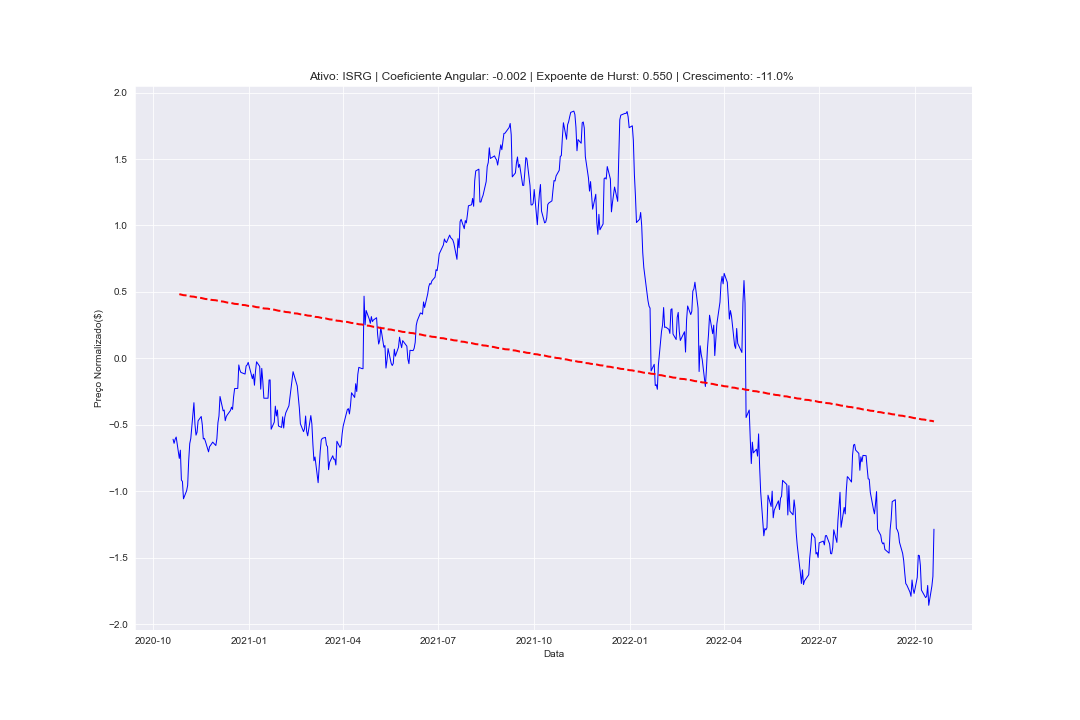 Ativo: ISRG | Coeficiente Angular: -0.002 | Expoente de Hurst: 0.550 | Crescimento: -11.0%
Preço Normalizado($)
2.0
1.5
1.0
0.5
0.0
−0.5
−1.0
−1.5
−2.0
2020-10 2021-01 2021-04 2021-07 2021-10 2022-01 2022-04 2022-07 2022-10
Data